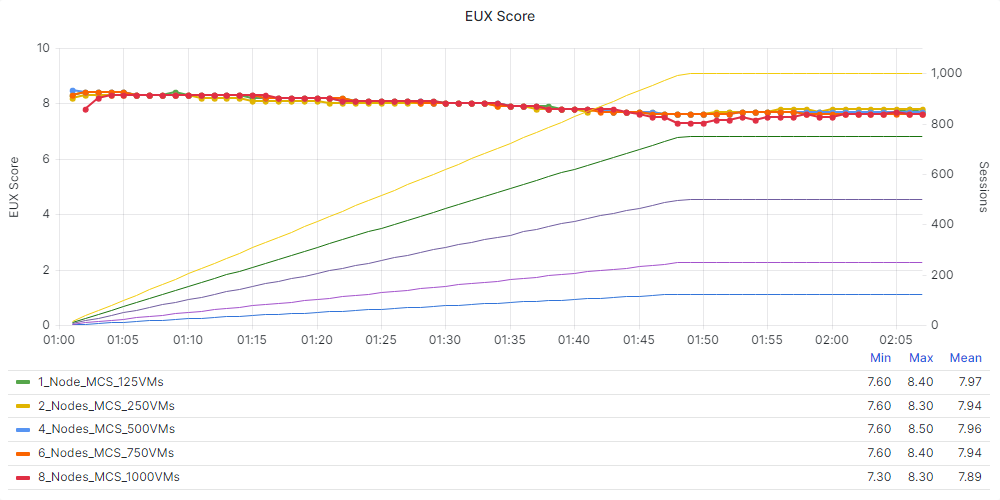 EUX Score
10
8
6
4
2
0
EUX Score
1,000
800
600
400
200
0
Sessions
01:00 01:05 01:10 01:15 01:20 01:25 01:30 01:35 01:40 01:45 01:50 01:55 02:00 02:05
Min Max Mean
1_Node_MCS_125VMs 7.60 8.40 7.97
2_Nodes_MCS_250VMs 7.60 8.30 7.94
4_Nodes_MCS_500VMs 7.60 8.50 7.96
6_Nodes_MCS_750VMs 7.60 8.40 7.94
8_Nodes_MCS_1000VMs 7.30 8.30 7.89